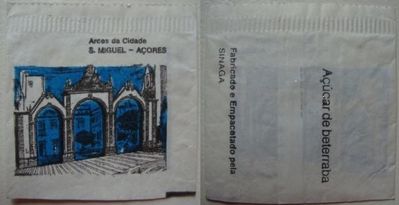 Arcos da Cidade
S. MIGUEL – AÇORES
Açúcar de beterraba
Fabricado e Empacotado pela
SINAGA